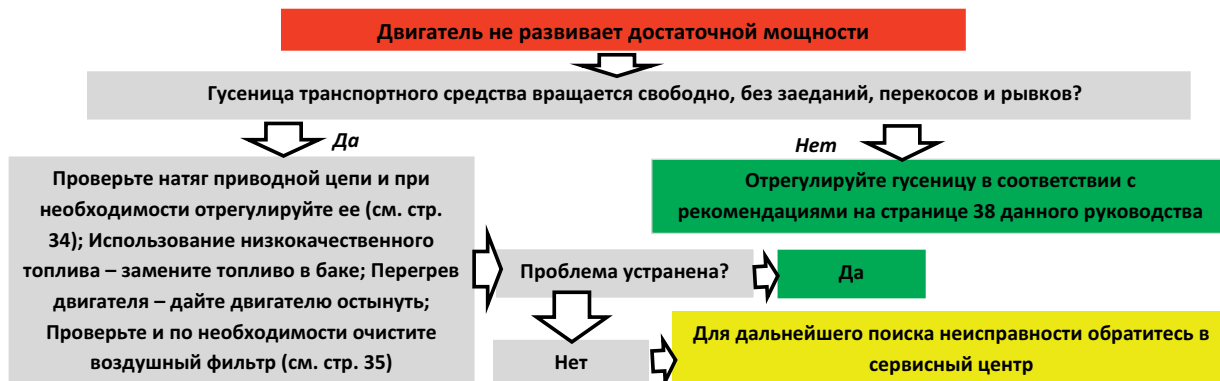 Двигатель не развивает достаточной мощности
Гусеница транспортного средства вращается свободно, без заеданий, перекосов и рывков?
Да
Нет
Проверьте натяг приводной цепи и при
необходимости отрегулируйте ее (см. стр.
34); Использование низкокачественного
топлива – замените топливо в баке; Перегрев
двигателя – дайте двигателю остынуть;
Проверьте и по необходимости очистите
воздушный фильтр (см. стр. 35)
Отрегулируйте гусеницу в соответствии с
рекомендациями на странице 38 данного руководства
Проблема устранена?
Да
Нет
Для дальнейшего поиска неисправности обратитесь в
сервисный центр